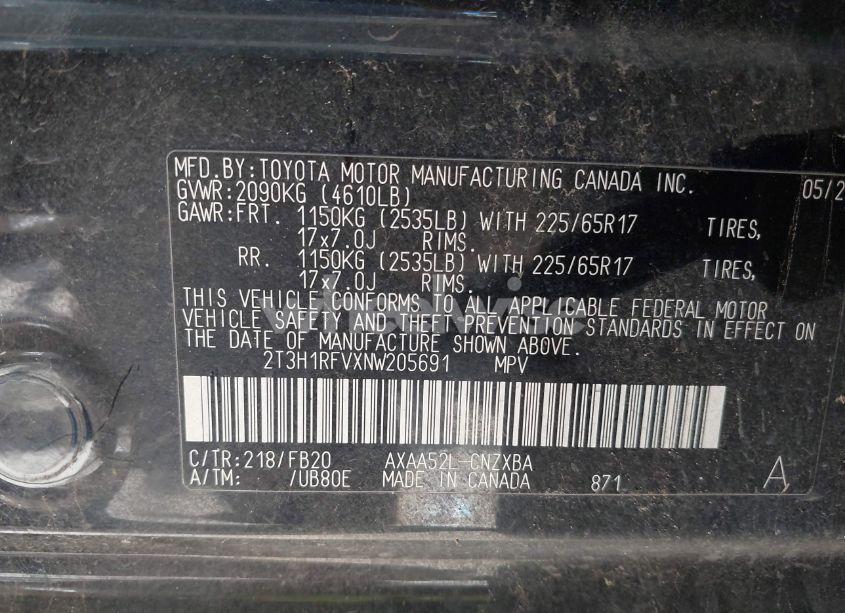 MFD.BY:TOYOTA MOTOR MANUFACTURING CANADA INC. 05/2
GVWR:2090KG (4610LB)
GAWR:FRT. 1150KG (2535LB) WITH 225/65R17 TIRES,
17x7.0J RIMS.
RR. 1150KG (2535LB) WITH 225/65R17 TIRES,
17x7.0J RIMS.
THIS VEHICLE CONFORMS TO ALL APPLICABLE FEDERAL MOTOR
VEHICLE SAFETY AND THEFT PREVENTION STANDARDS IN EFFECT ON
THE DATE OF MANUFACTURE SHOWN ABOVE.
2T3H1RFVXNW205691 MPV
C/TR:218/FB20 AXAA52L-CNZXBA
A/TM: /UB80E MADE IN CANADA 871 A